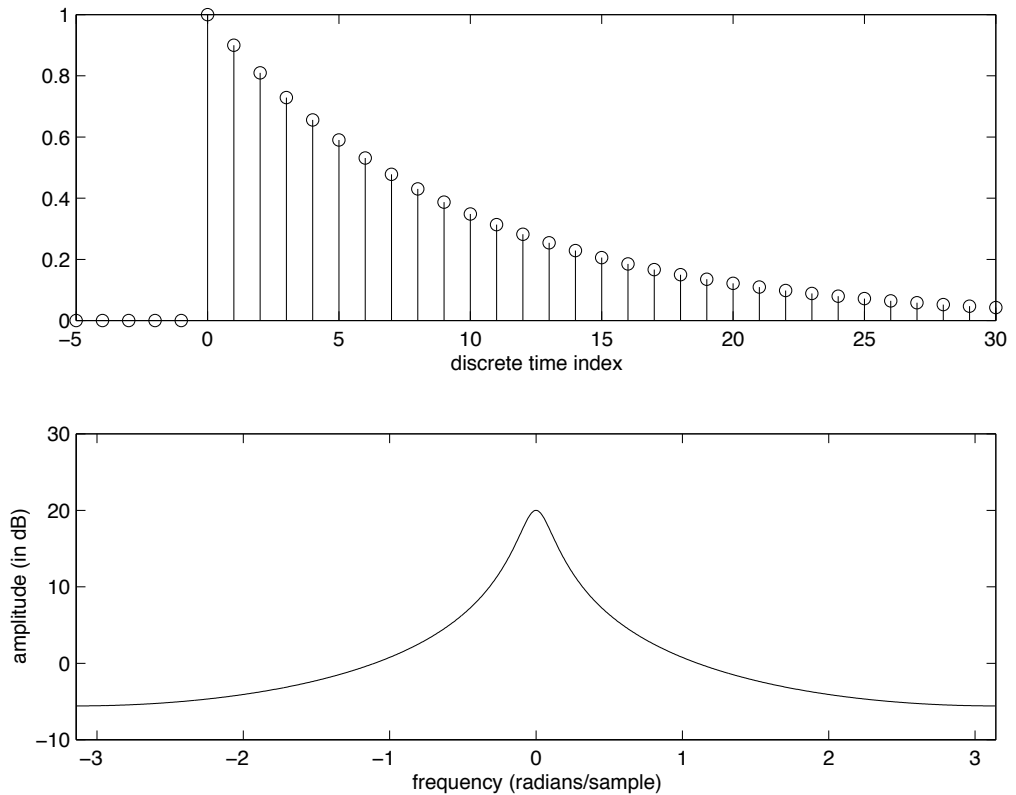 1
0.8
0.6
0.4
0.2
0
−5 0 5 10 15 20 25 30
discrete time index
30
20
10
0
−10
amplitude (in dB)
−3 −2 −1 0 1 2 3
frequency (radians/sample)